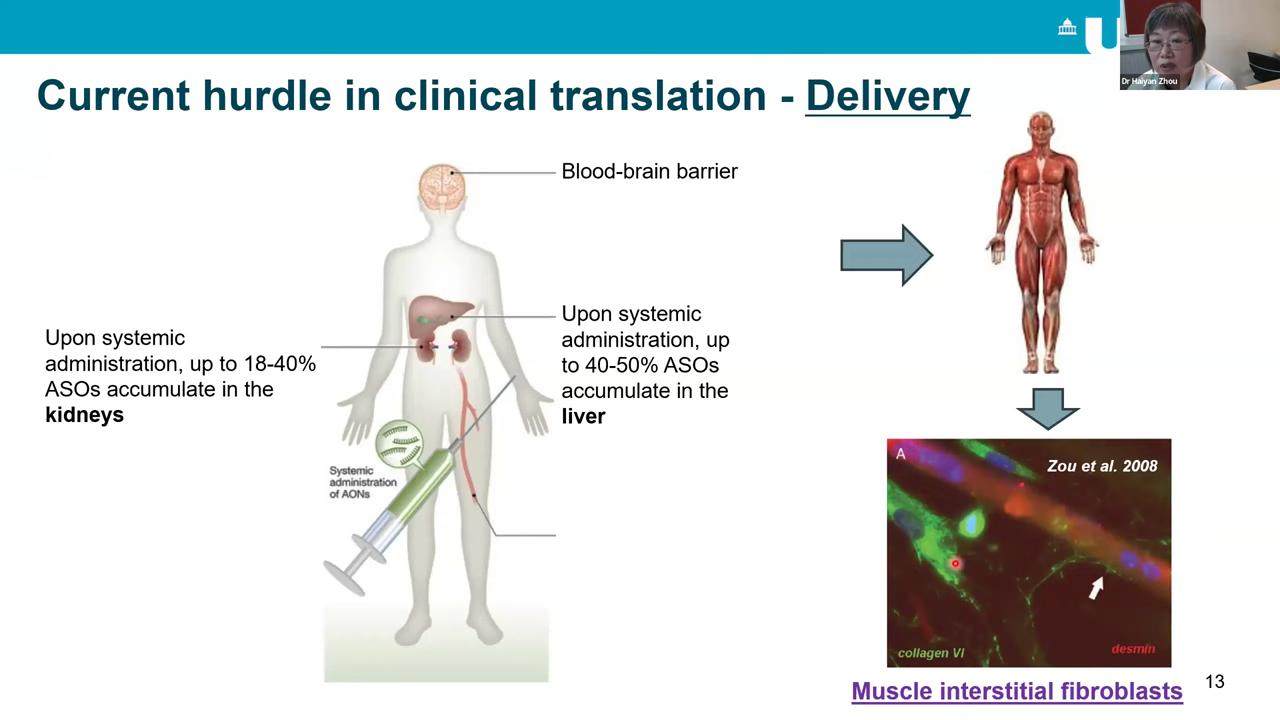 U
Dr Haiyan Zhou
Current hurdle in clinical translation - Delivery
Blood-brain barrier
Upon systemic
administration, up to 18-40%
ASOs accumulate in the
kidneys
Upon systemic
administration, up
to 40-50% ASOs
accumulate in the
liver
Systemic
administration
of AONs
A
Zou et al. 2008
collagen VI
desmin
Muscle interstitial fibroblasts
13